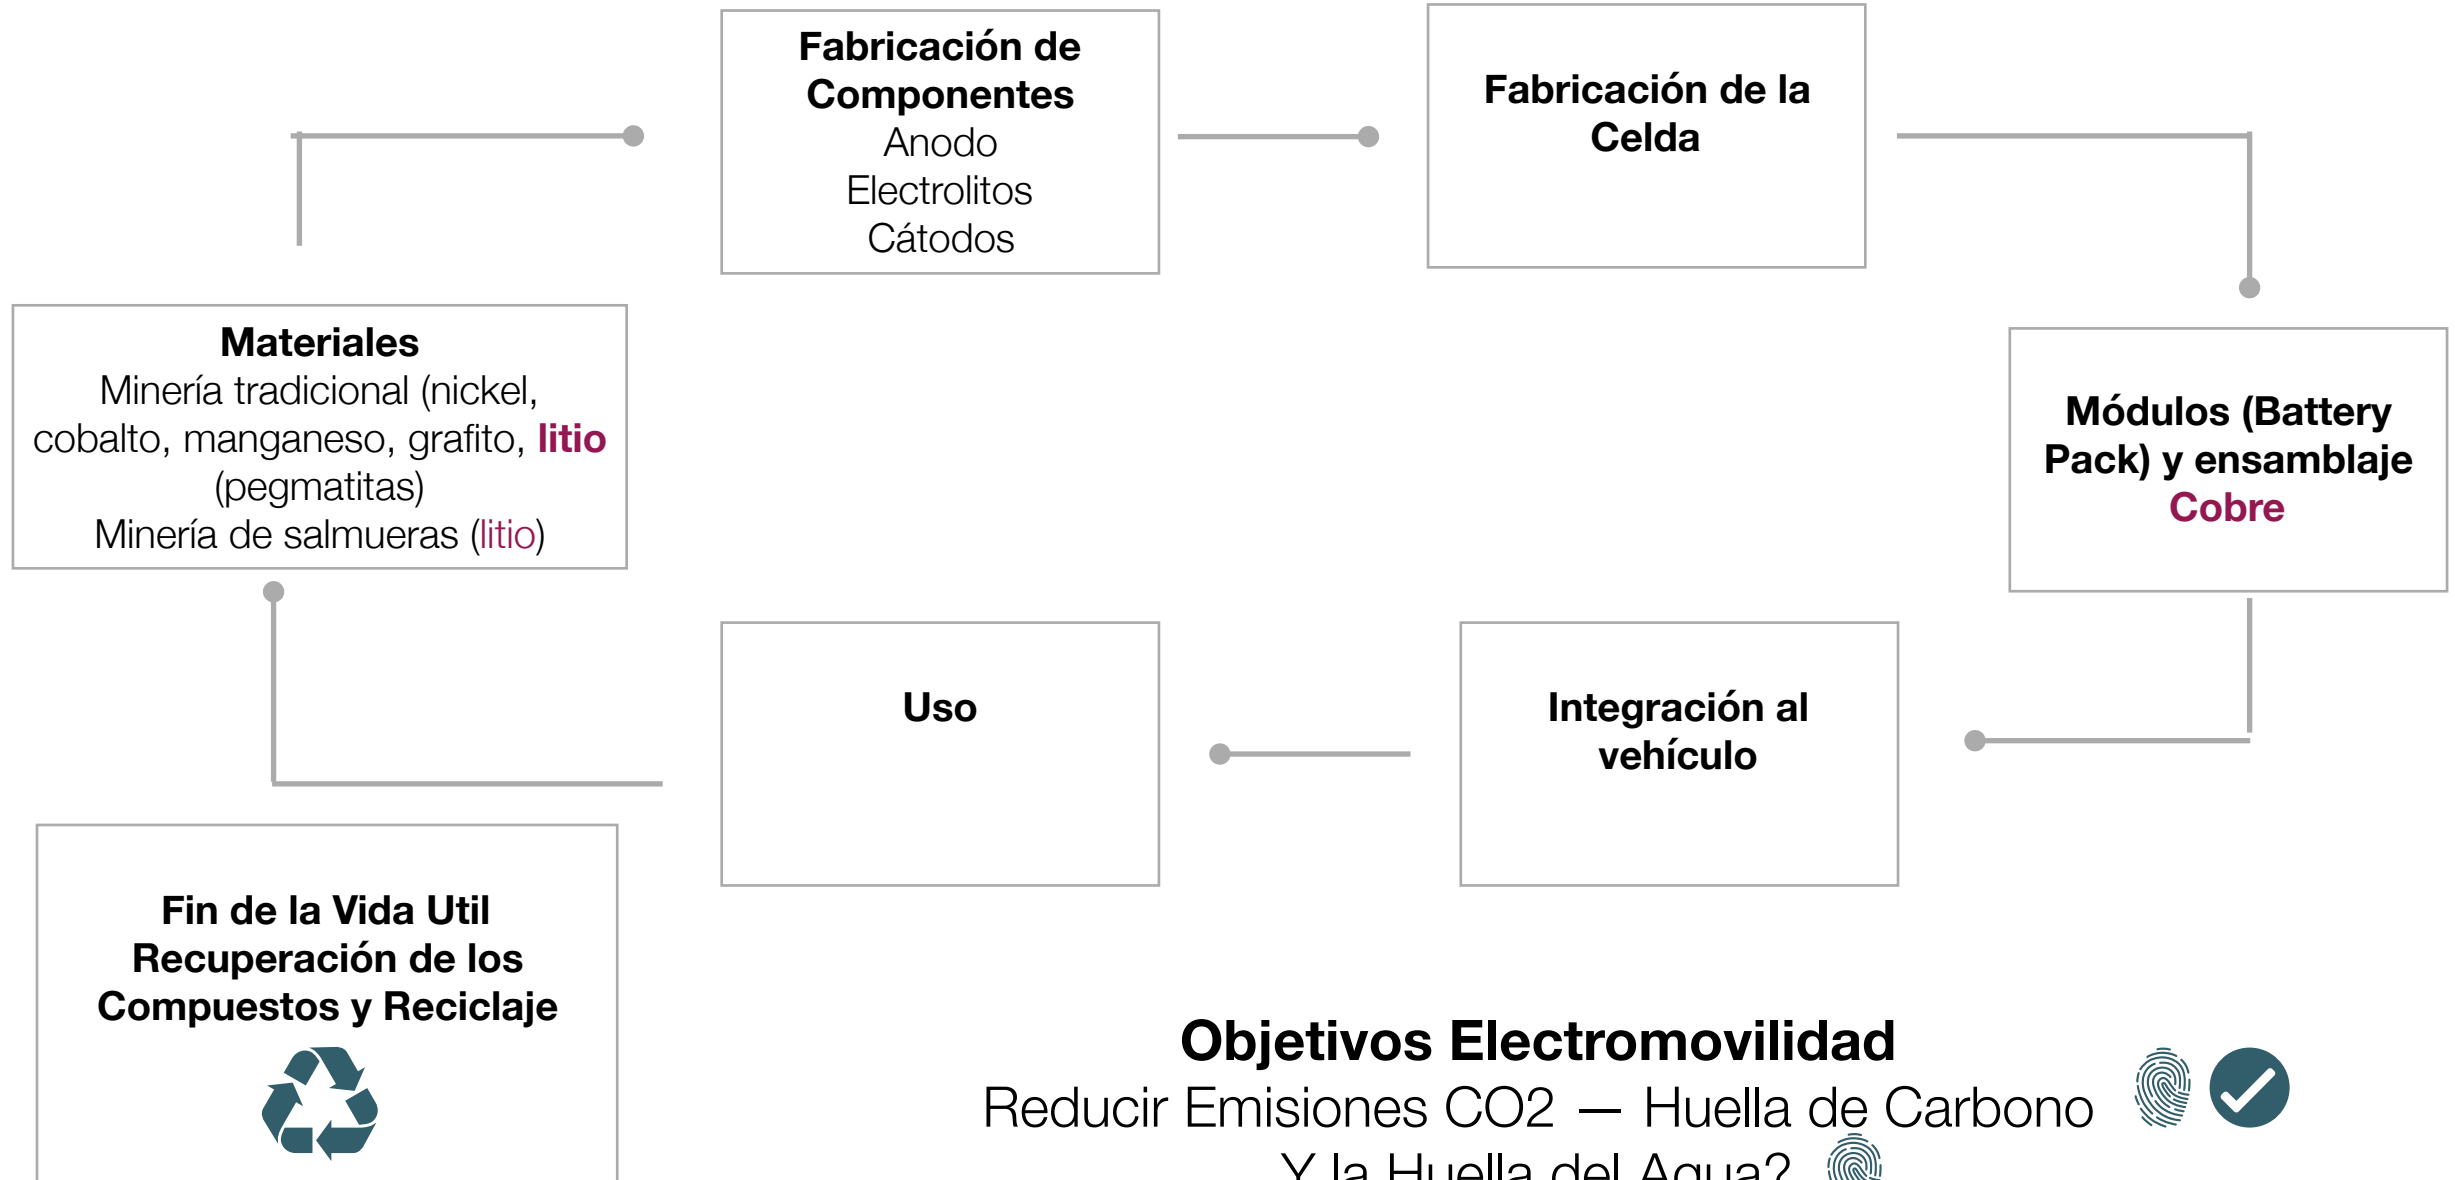 Fabricación de
Componentes
Anodo
Electrolitos
Cátodos
Fabricación de la
Celda
Materiales
Minería tradicional (nickel,
cobalto, manganeso, grafito, litio
(pegmatitas)
Minería de salmueras (litio)
Módulos (Battery
Pack) y ensamblaje
Cobre
Uso
Integración al
vehículo
Fin de la Vida Util
Recuperación de los
Compuestos y Reciclaje
Objetivos Electromovilidad
Reducir Emisiones CO2 — Huella de Carbono
Y la Huella del Agua?